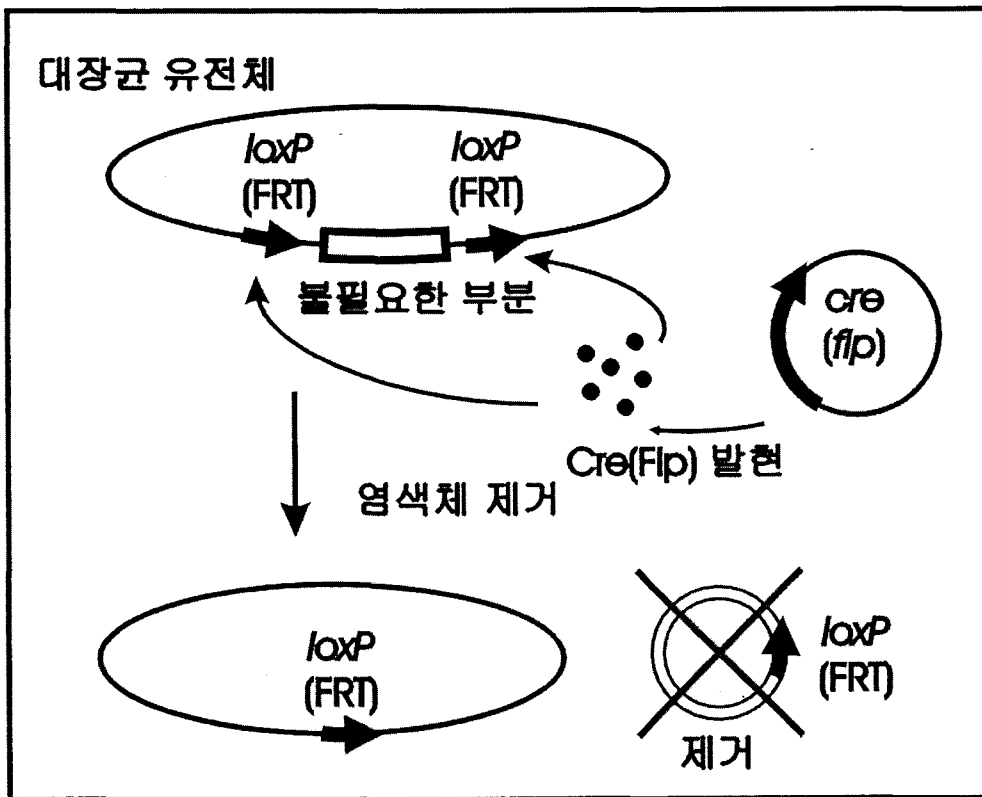 대장균 유전체
loxP
(FRT)
loxP
(FRT)
불필요한 부분
cre
(flp)
Cre(Flp) 발현
염색체 제거
loxP
(FRT)
loxP
(FRT)
제거